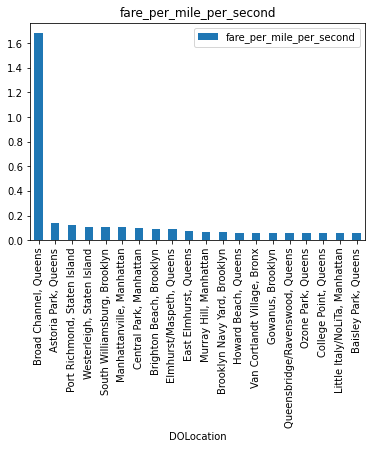 fare_per_mile_per_second
fare_per_mile_per_second
1.6
1.4
1.2
1.0
0.8
0.6
0.4
0.2
0.0
Broad Channel, Queens
Astoria Park, Queens
Port Richmond, Staten Island
Westerleigh, Staten Island
South Williamsburg, Brooklyn
Manhattanville, Manhattan
Central Park, Manhattan
Brighton Beach, Brooklyn
Elmhurst/Maspeth, Queens
East Elmhurst, Queens
Murray Hill, Manhattan
Brooklyn Navy Yard, Brooklyn
Howard Beach, Queens
Van Cortlandt Village, Bronx
Gowanus, Brooklyn
Queensbridge/Ravenswood, Queens
Ozone Park, Queens
College Point, Queens
Little Italy/NoLiTa, Manhattan
Baisley Park, Queens
DOLocation